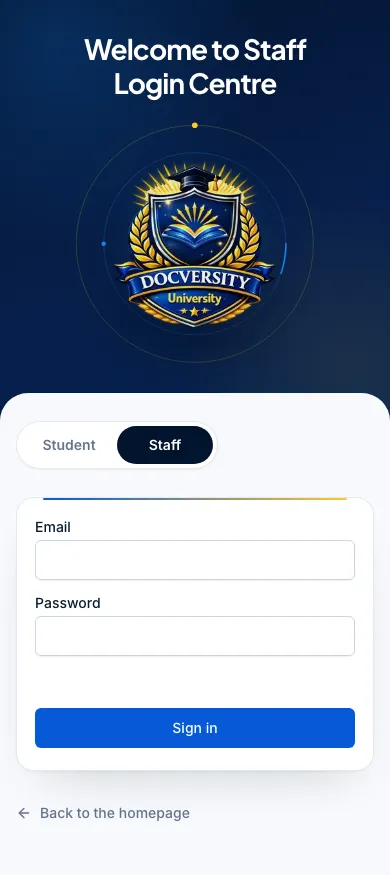 Welcome to Staff
Login Centre
DOCVERSITY
University
Student
Staff
Email
Password
Sign in
Back to the homepage